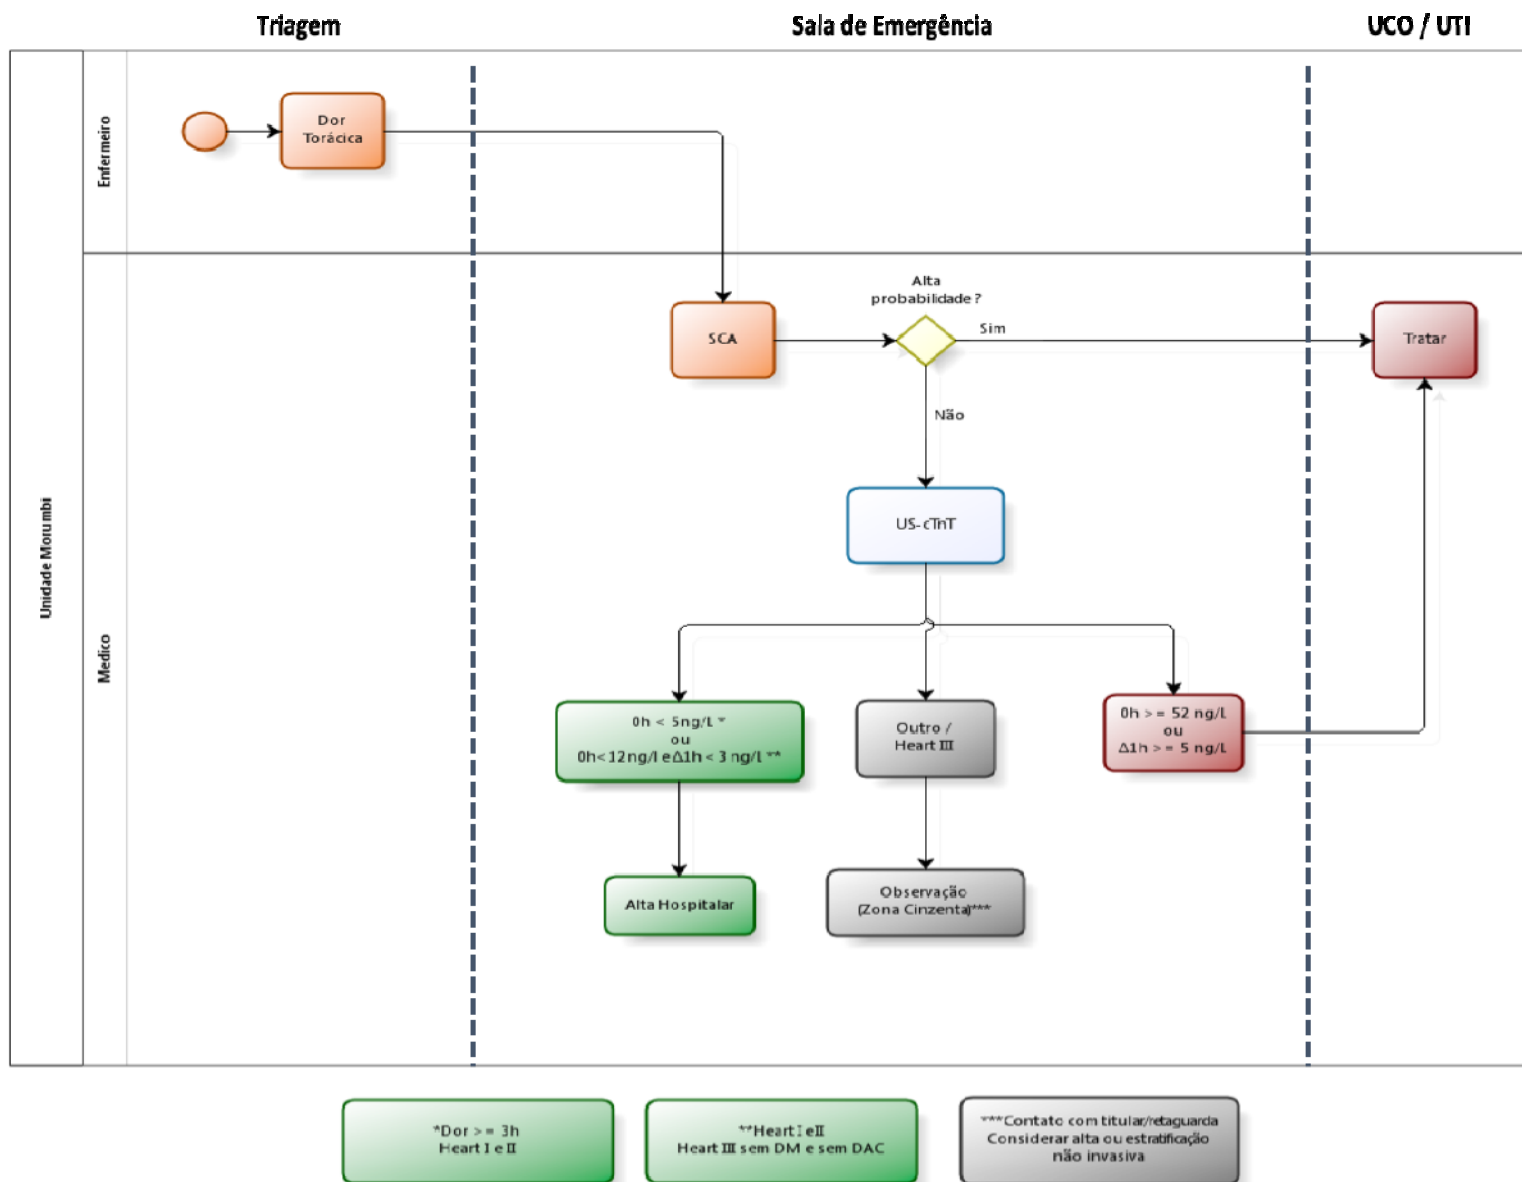 Triagem
Sala de Emergência
UCO / UTI
Unidade Morumbi
Enfermeiro
Medico
Dor
Torácica
SCA
Alta
probabilidade ?
Sim
Não
Tratar
US-cTnT
0h < 5ng/L *
ou
0h<12ng/l e Δ1h < 3 ng/L **
Outro /
Heart III
0h >= 52 ng/L
ou
Δ1h >= 5 ng/L
Alta Hospitalar
Observação
(Zona Cinzenta)***
*Dor >= 3h
Heart I e II
**Heart I e II
Heart III sem DM e sem DAC
***Contato com titular/retaguarda
Considerar alta ou estratificação
não invasiva